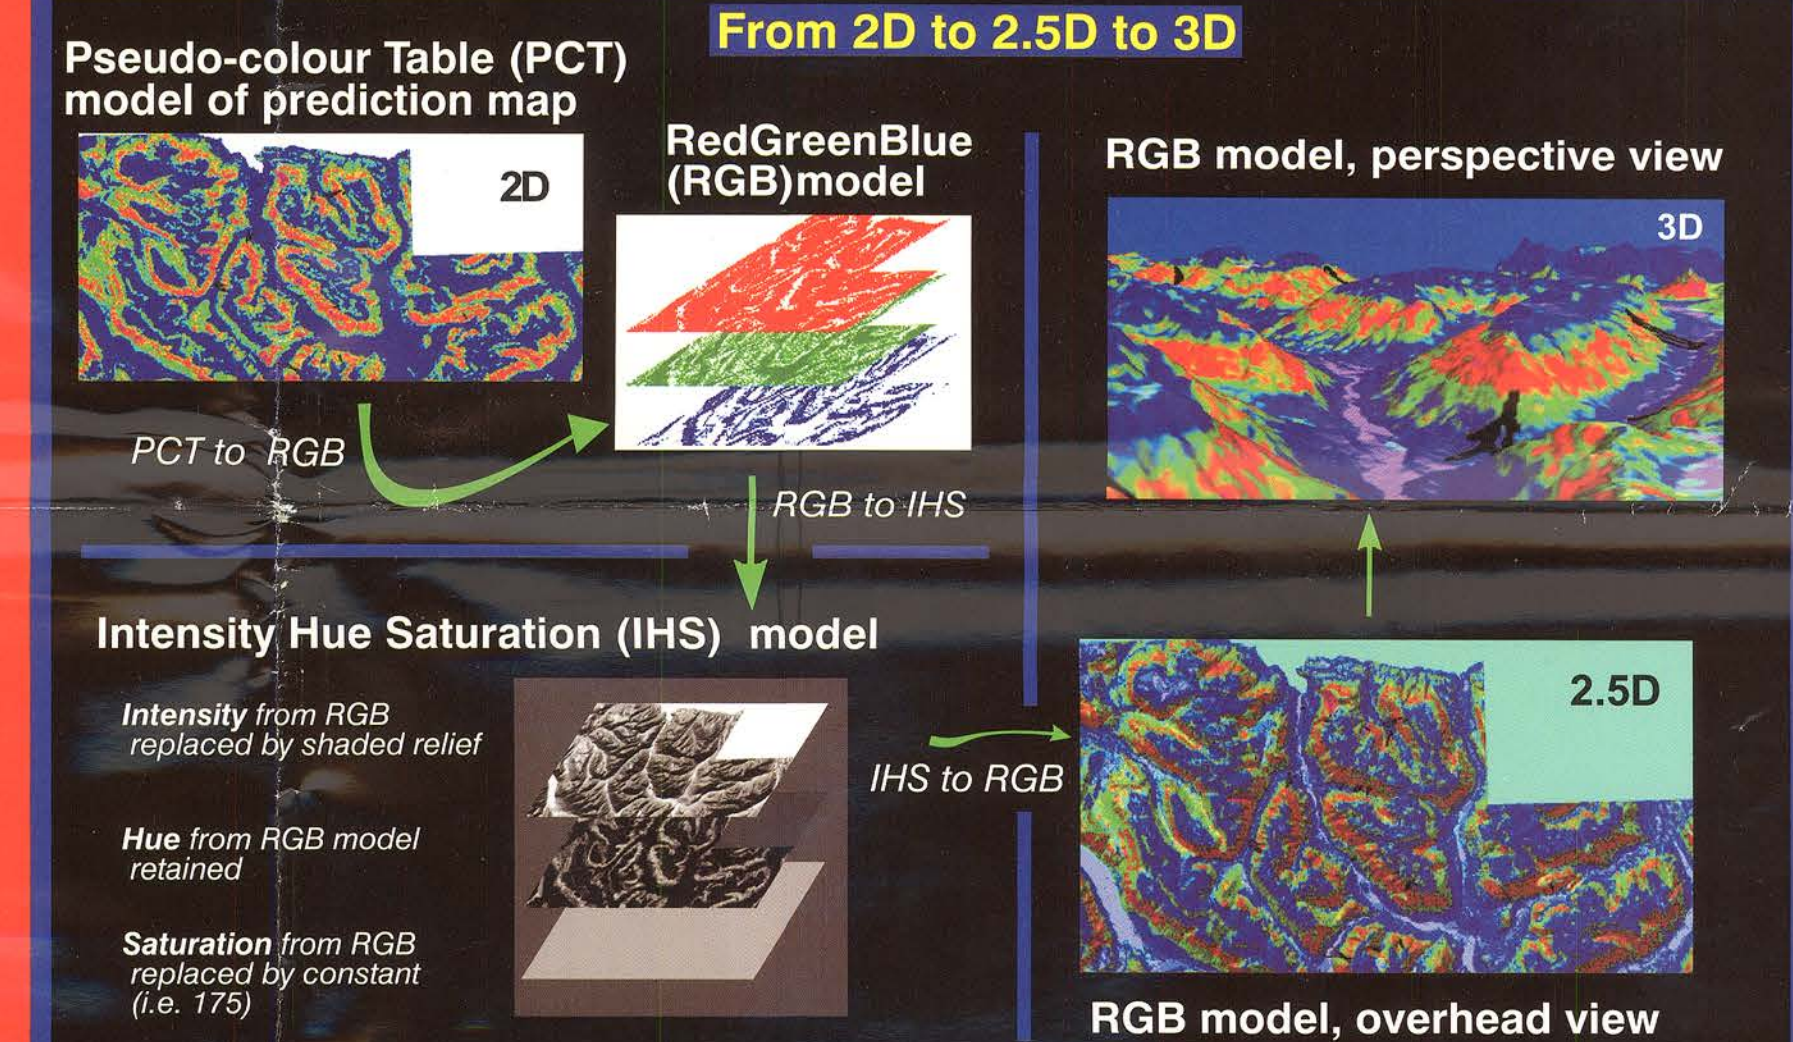 From 2D to 2.5D to 3D
Pseudo-colour Table (PCT)
model of prediction map
2D
RedGreenBlue
(RGB)model
PCT to RGB
RGB to IHS
Intensity Hue Saturation (IHS) model
Intensity from RGB
replaced by shaded relief
Hue from RGB model
retained
Saturation from RGB
replaced by constant
(i.e. 175)
IHS to RGB
2.5D
RGB model, overhead view
RGB model, perspective view
3D